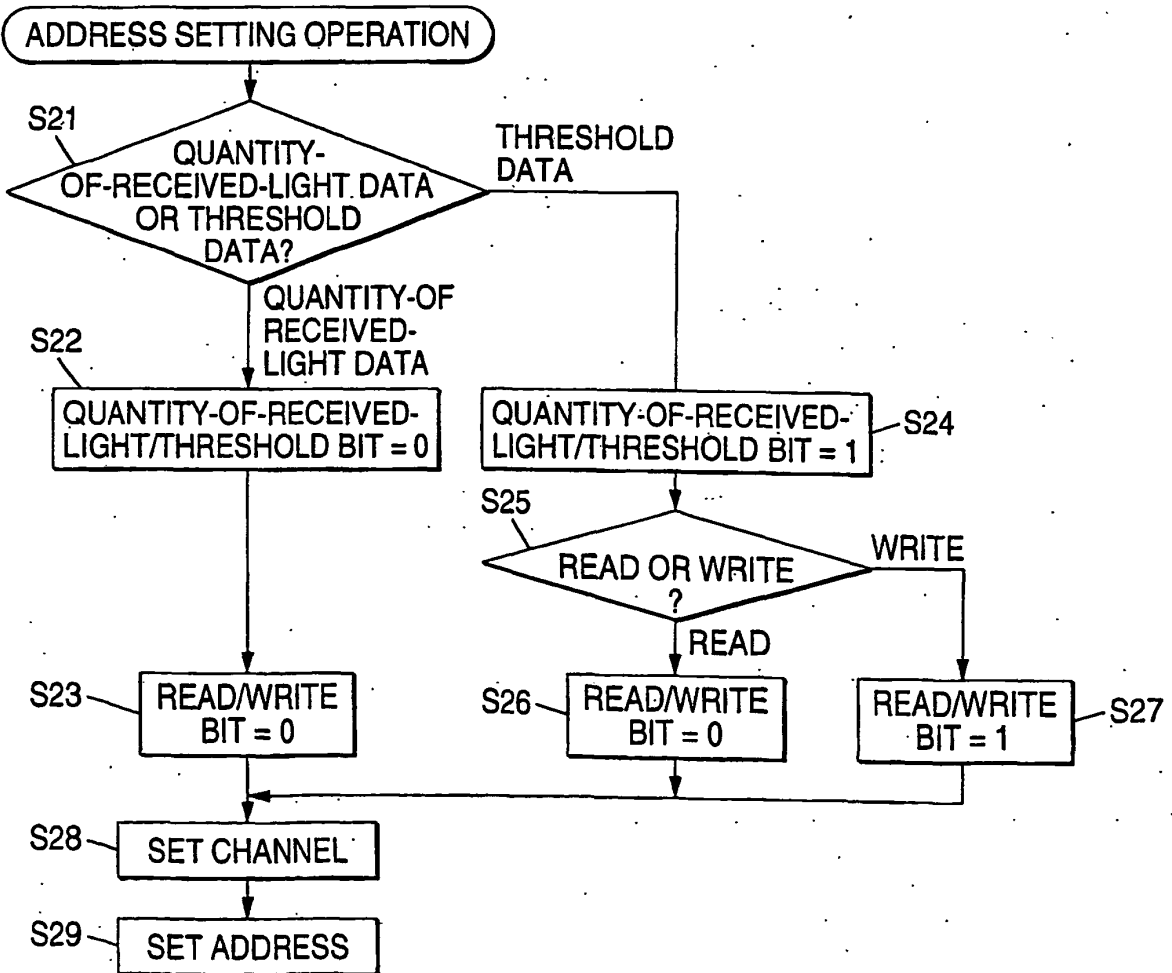 ADDRESS SETTING OPERATION
S21
QUANTITY-
OF-RECEIVED-LIGHT DATA
OR THRESHOLD
DATA?
THRESHOLD
DATA
QUANTITY-OF
RECEIVED-
LIGHT DATA
S22
QUANTITY-OF-RECEIVED-
LIGHT/THRESHOLD BIT = 0
QUANTITY-OF-RECEIVED-
LIGHT/THRESHOLD BIT = 1
S24
S25
READ OR WRITE
?
WRITE
READ
S23
READ/WRITE
BIT = 0
S26
READ/WRITE
BIT = 0
READ/WRITE
BIT = 1
S27
S28
SET CHANNEL
S29
SET ADDRESS